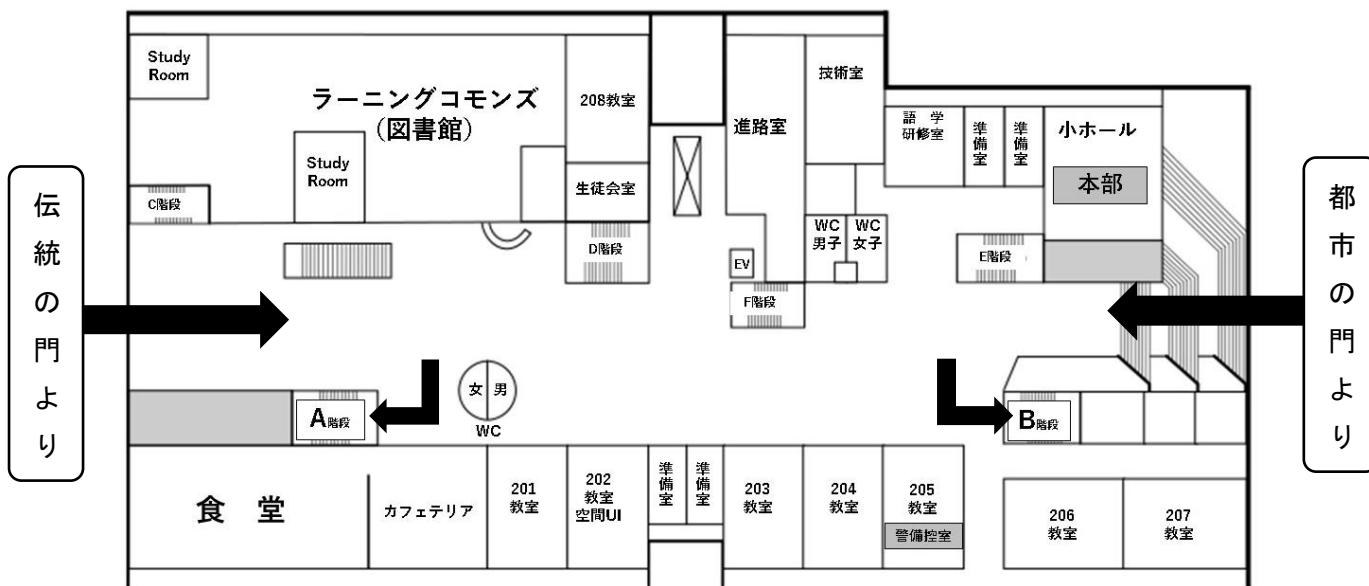 Study
Room
ラーニングコモンズ
（図書館）
208教室
進路室
技術室
語 学
研修室
準備室
準備室
小ホール
本部
Study
Room
生徒会室
C階段
D階段
WC
男子
WC
女子
EV
E階段
F階段
伝統の門より
都市の門より
女
男
WC
A階段
B階段
食 堂
カフェテリア
201
教室
202
教室
空間UI
準備室
準備室
203
教室
204
教室
205
教室
警備控室
206
教室
207
教室